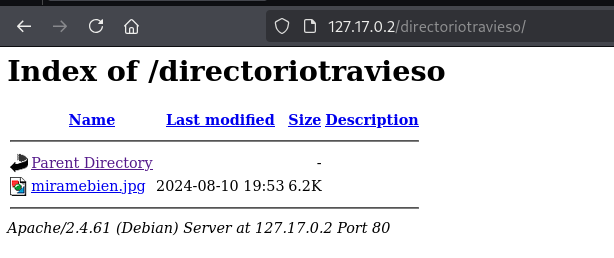 127.17.0.2/directoriotravieso/
Index of /directoriotravieso
Name Last modified Size Description
Parent Directory -
miramebien.jpg 2024-08-10 19:53 6.2K
Apache/2.4.61 (Debian) Server at 127.17.0.2 Port 80